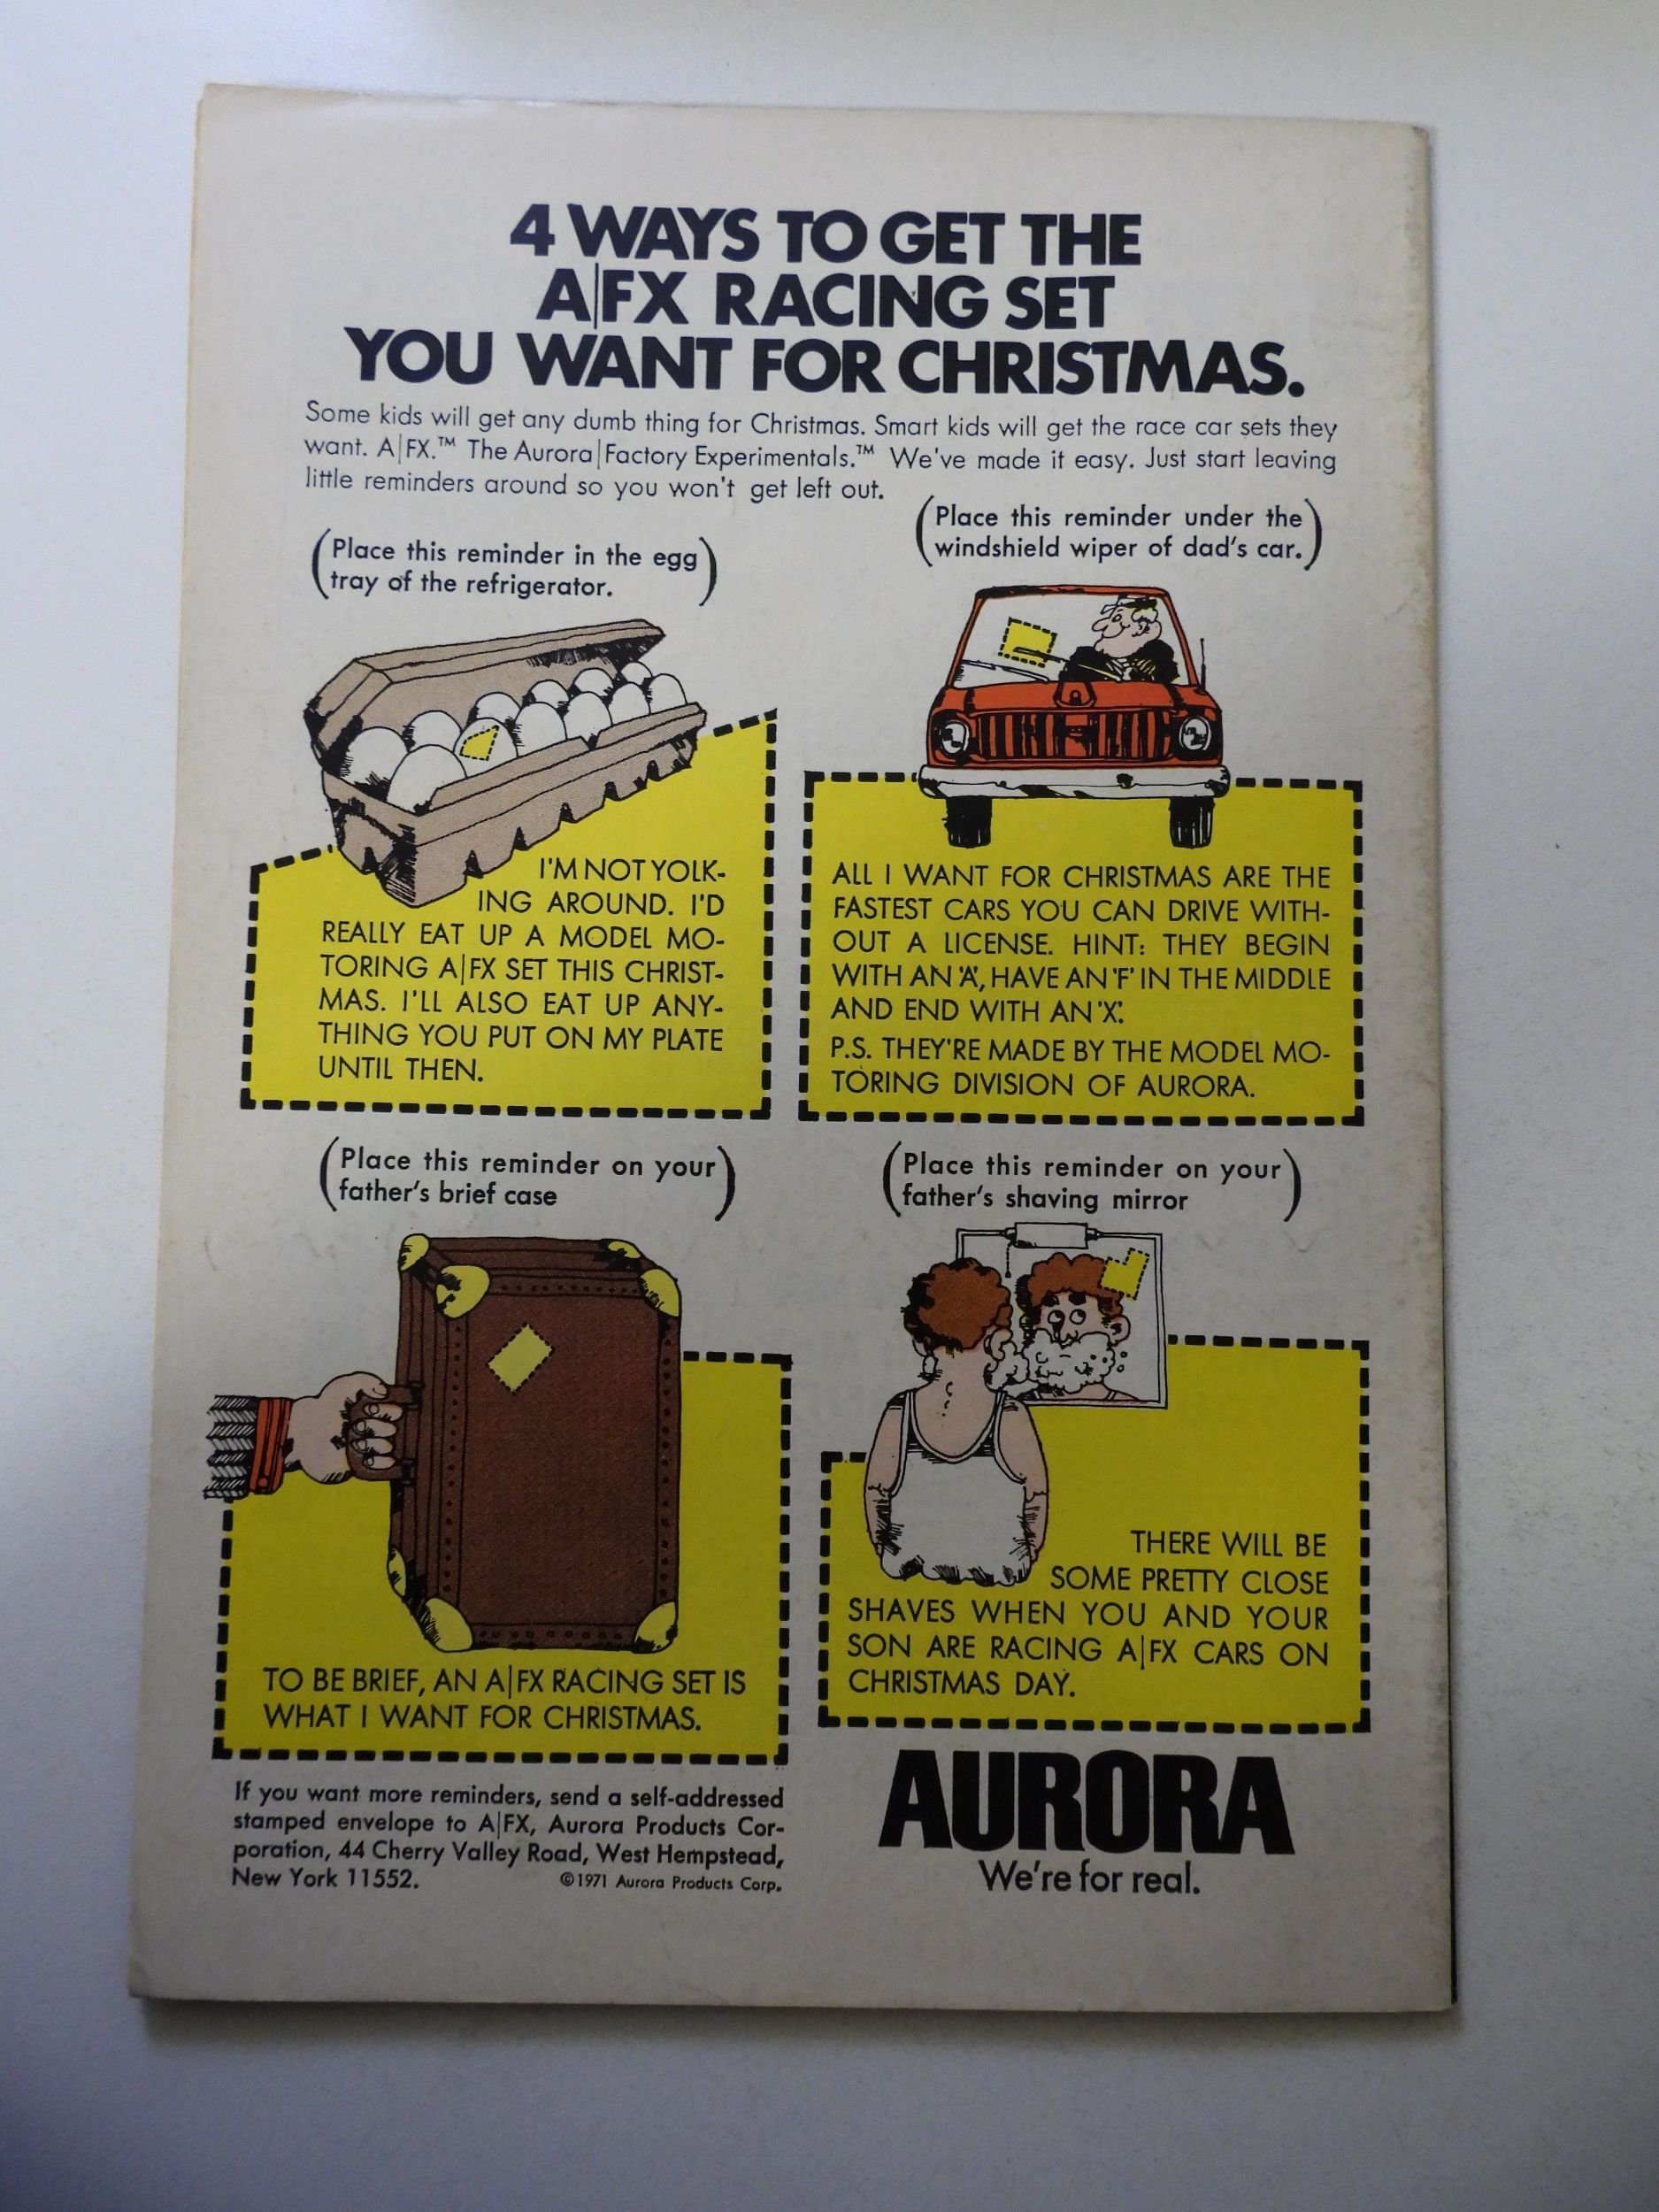 4 WAYS TO GET THE
A|FX RACING SET
YOU WANT FOR CHRISTMAS.
Some kids will get any dumb thing for Christmas. Smart kids will get the race car sets they
want. A|FX.™ The Aurora|Factory Experimentals.™ We've made it easy. Just start leaving
little reminders around so you won't get left out.
(Place this reminder in the egg
tray of the refrigerator.)
(Place this reminder under the
windshield wiper of dad's car.)
I'M NOT YOLK-
ING AROUND. I'D
REALLY EAT UP A MODEL MO-
TORING A|FX SET THIS CHRIST-
MAS. I'LL ALSO EAT UP ANY-
THING YOU PUT ON MY PLATE
UNTIL THEN.
ALL I WANT FOR CHRISTMAS ARE THE
FASTEST CARS YOU CAN DRIVE WITH-
OUT A LICENSE. HINT: THEY BEGIN
WITH AN 'A', HAVE AN 'F' IN THE MIDDLE
AND END WITH AN 'X'.
P.S. THEY'RE MADE BY THE MODEL MO-
TORING DIVISION OF AURORA.
(Place this reminder on your
father's brief case)
(Place this reminder on your
father's shaving mirror)
TO BE BRIEF, AN A|FX RACING SET IS
WHAT I WANT FOR CHRISTMAS.
THERE WILL BE
SOME PRETTY CLOSE
SHAVES WHEN YOU AND YOUR
SON ARE RACING A|FX CARS ON
CHRISTMAS DAY.
If you want more reminders, send a self-addressed
stamped envelope to A|FX, Aurora Products Cor-
poration, 44 Cherry Valley Road, West Hempstead,
New York 11552. ©1971 Aurora Products Corp.
AURORA
We're for real.